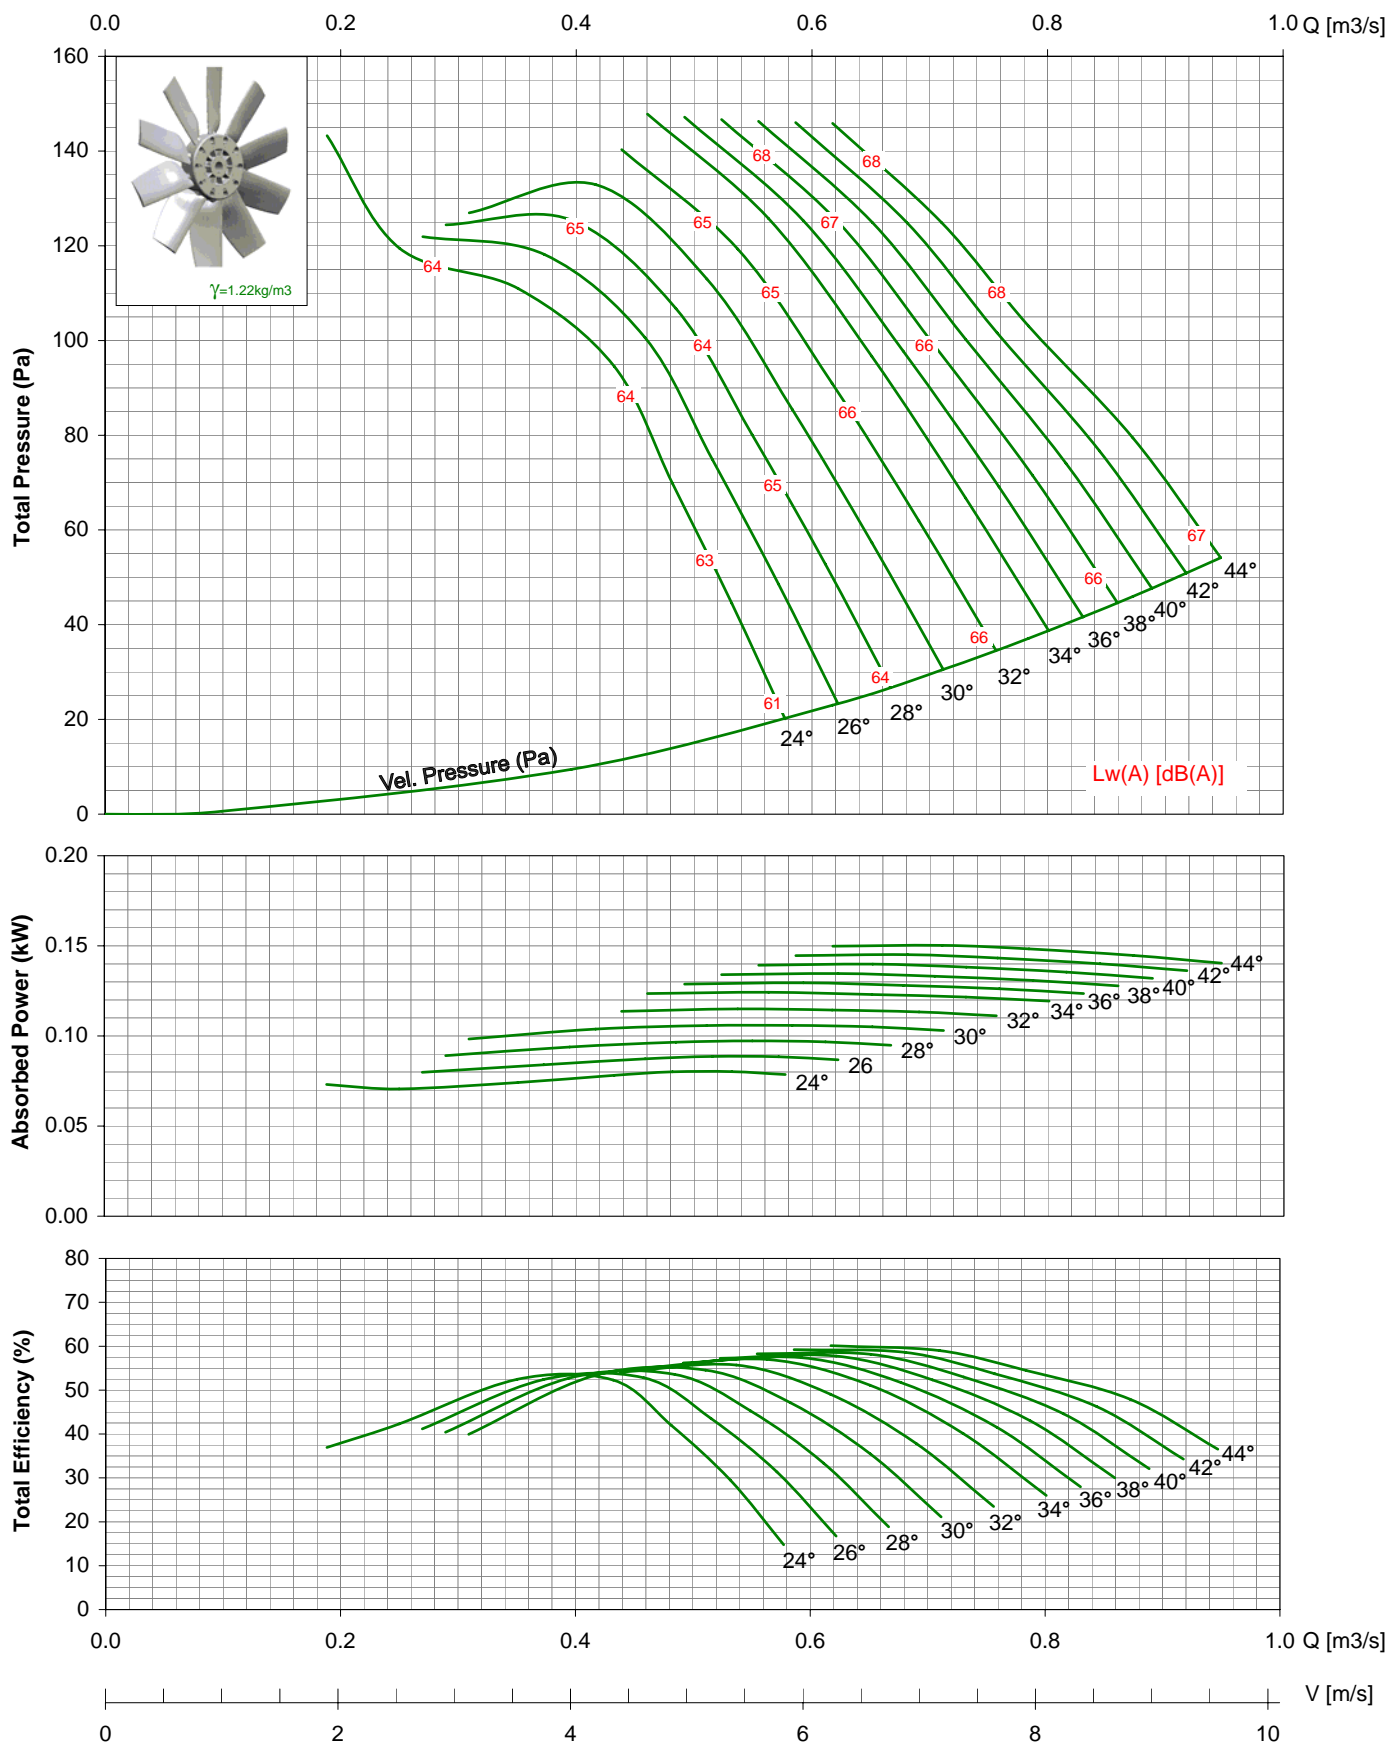 0.0 0.2 0.4 0.6 0.8 1.0 Q [m3/s]
160
140
120
100
80
60
40
20
0
Total Pressure (Pa)
γ=1.22kg/m3
68 68
65 65 67
64 65 68
64 66
64 66
65
63 66 67
64 66
61
24° 26° 28° 30° 32° 34° 36° 38° 40° 42° 44°
Vel. Pressure (Pa)
Lw(A) [dB(A)]
0.20
0.15
0.10
0.05
0.00
Absorbed Power (kW)
24° 26 28° 30° 32° 34° 36° 38° 40° 42° 44°
80
70
60
50
40
30
20
10
0
Total Efficiency (%)
24° 26° 28° 30° 32° 34° 36° 38° 40° 42° 44°
0.0 0.2 0.4 0.6 0.8 1.0 Q [m3/s]
V [m/s]
0 2 4 6 8 10